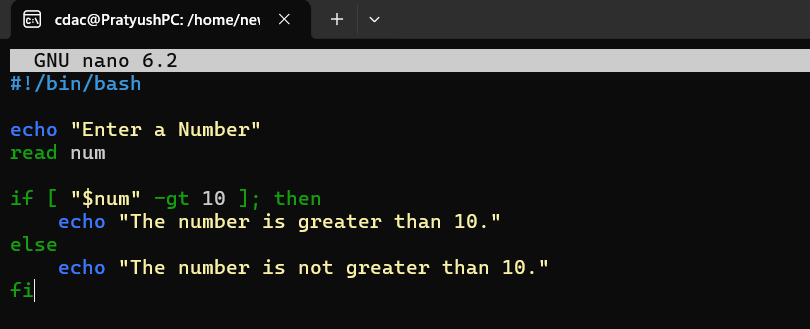 cdac@PratyushPC: /home/nev
GNU nano 6.2
#!/bin/bash
echo "Enter a Number"
read num
if [ "$num" -gt 10 ]; then
    echo "The number is greater than 10."
else
    echo "The number is not greater than 10."
fi